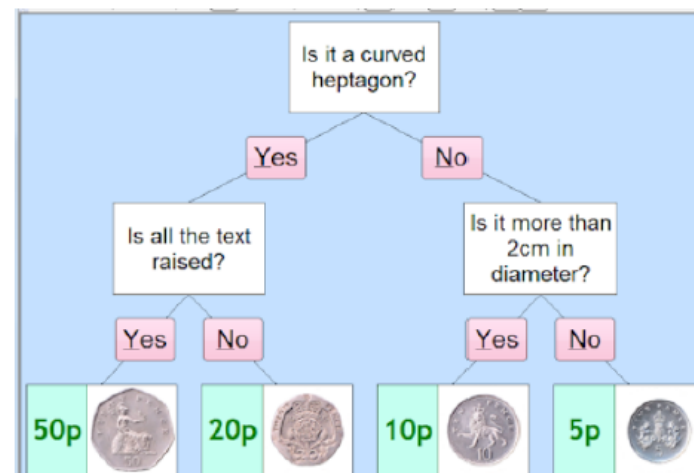 Is it a curved
heptagon?
Yes
No
Is all the text
raised?
Is it more than
2cm in
diameter?
Yes
No
Yes
No
50p
20p
10p
10
5p